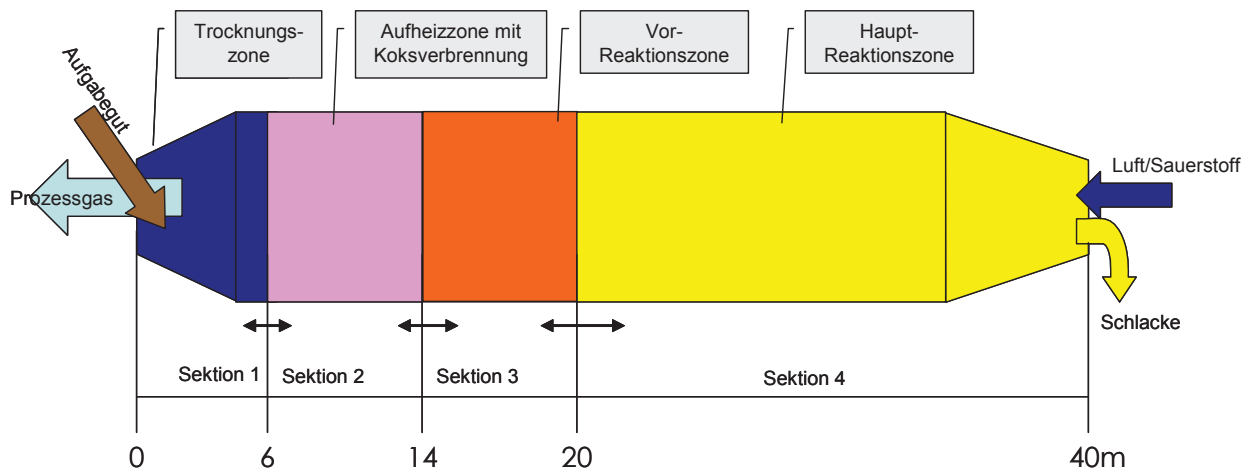 Trocknungs-
zone
Aufheizzone mit
Koksverbrennung
Vor-
Reaktionszone
Haupt-
Reaktionszone
Aufgabegut
Prozessgas
Luft/Sauerstoff
Schlacke
Sektion 1
Sektion 2
Sektion 3
Sektion 4
0
6
14
20
40m